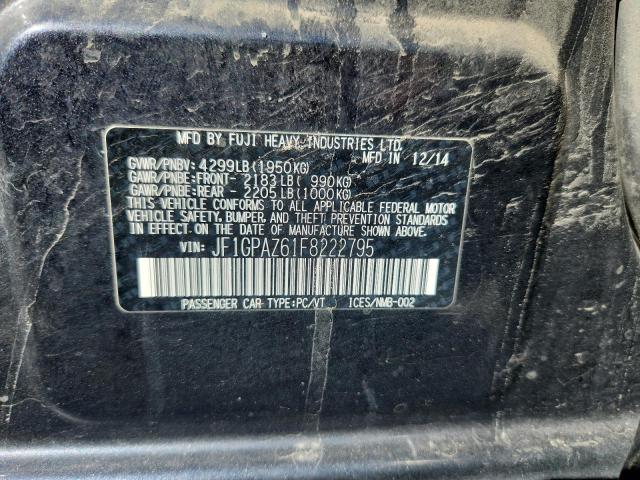 MFD BY FUJI HEAVY INDUSTRIES LTD.
MFD IN 12/14
GVWR/PNBV: 4299LB(1950KG)
GAWR/PNBE:FRONT- 2183LB( 990KG)
GAWR/PNBE:REAR - 2205LB(1000KG)
THIS VEHICLE CONFORMS TO ALL APPLICABLE FEDERAL MOTOR
VEHICLE SAFETY, BUMPER, AND THEFT PREVENTION STANDARDS
IN EFFECT ON THE DATE OF MANUFACTURE SHOWN ABOVE.
VIN: JF1GPAZ61F8222795
PASSENGER CAR TYPE:PC/VT ICES/NMB-002